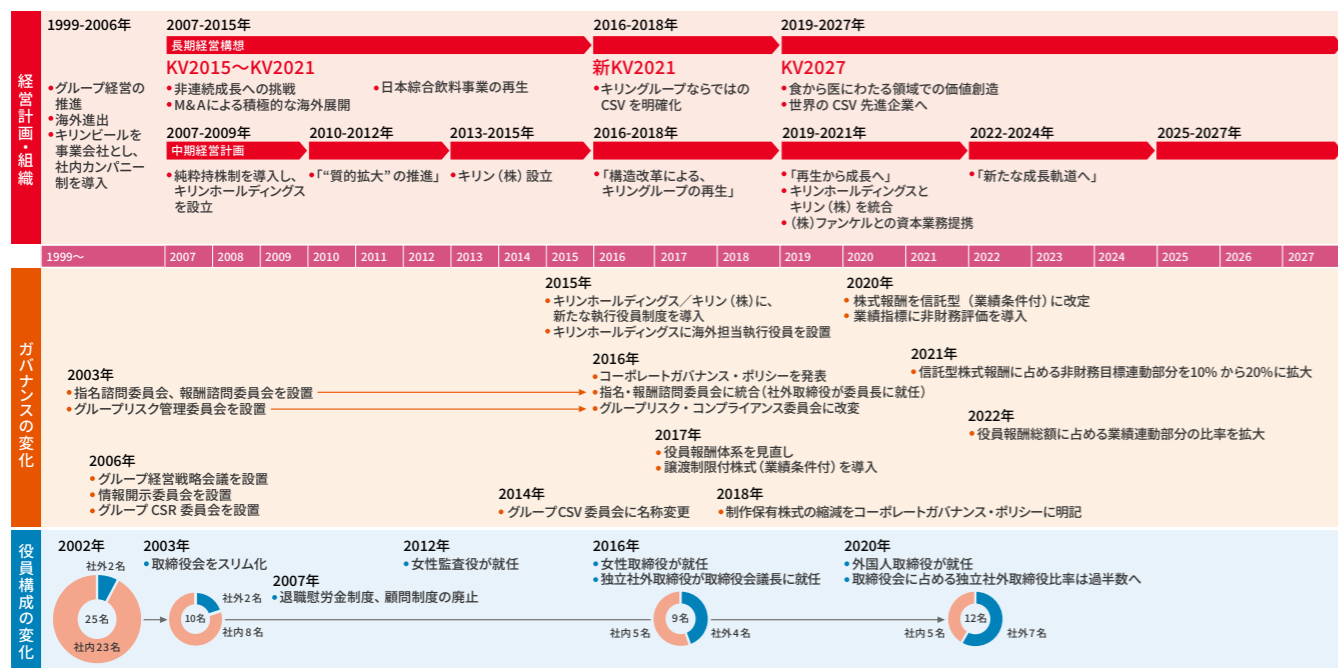 経営計画・組織
1999-2006年
•グループ経営の
推進
•海外進出
•キリンビールを
事業会社とし、
社内カンパニー
制を導入
2007-2015年
長期経営構想
KV2015〜KV2021
•非連続成長への挑戦
•M&Aによる積極的な海外展開
•日本綜合飲料事業の再生
2016-2018年
新KV2021
•キリングループならではの
CSV を明確化
2019-2027年
KV2027
•食から医にわたる領域での価値創造
•世界の CSV 先進企業へ
2007-2009年
中期経営計画
•純粋持株制を導入し、
キリンホールディングス
を設立
2010-2012年
•「“質的拡大” の推進」
2013-2015年
•キリン（株）設立
2016-2018年
•「構造改革による、
キリングループの再生」
2019-2021年
•「再生から成長へ」
•キリンホールディングスと
キリン（株）を統合
•（株）ファンケルとの資本業務提携
2022-2024年
•「新たな成長軌道へ」
2025-2027年
1999〜 2007 2008 2009 2010 2011 2012 2013 2014 2015 2016 2017 2018 2019 2020 2021 2022 2023 2024 2025 2026 2027
ガバナンスの変化
2003年
•指名諮問委員会、報酬諮問委員会を設置
•グループリスク管理委員会を設置
2006年
•グループ経営戦略会議を設置
•情報開示委員会を設置
•グループ CSR 委員会を設置
2014年
•グループCSV 委員会に名称変更
2015年
•キリンホールディングス／キリン（株）に、
新たな執行役員制度を導入
•キリンホールディングスに海外担当執行役員を設置
2016年
•コーポレートガバナンス・ポリシーを発表
•指名・報酬諮問委員会に統合（社外取締役が委員長に就任）
•グループリスク・コンプライアンス委員会に改変
2017年
•役員報酬体系を見直し
•譲渡制限付株式（業績条件付）を導入
2018年
•制作保有株式の縮減をコーポレートガバナンス・ポリシーに明記
2020年
•株式報酬を信託型（業績条件付）に改定
•業績指標に非財務評価を導入
2021年
•信託型株式報酬に占める非財務目標連動部分を10% から20%に拡大
2022年
•役員報酬総額に占める業績連動部分の比率を拡大
役員構成の変化
2002年
社外2名
25名
社内23名
2003年
•取締役会をスリム化
社外2名
10名
社内8名
2007年
•退職慰労金制度、顧問制度の廃止
2012年
•女性監査役が就任
2016年
•女性取締役が就任
•独立社外取締役が取締役会議長に就任
9名
社内5名
社外4名
2020年
•外国人取締役が就任
•取締役会に占める独立社外取締役比率は過半数へ
12名
社内5名
社外7名